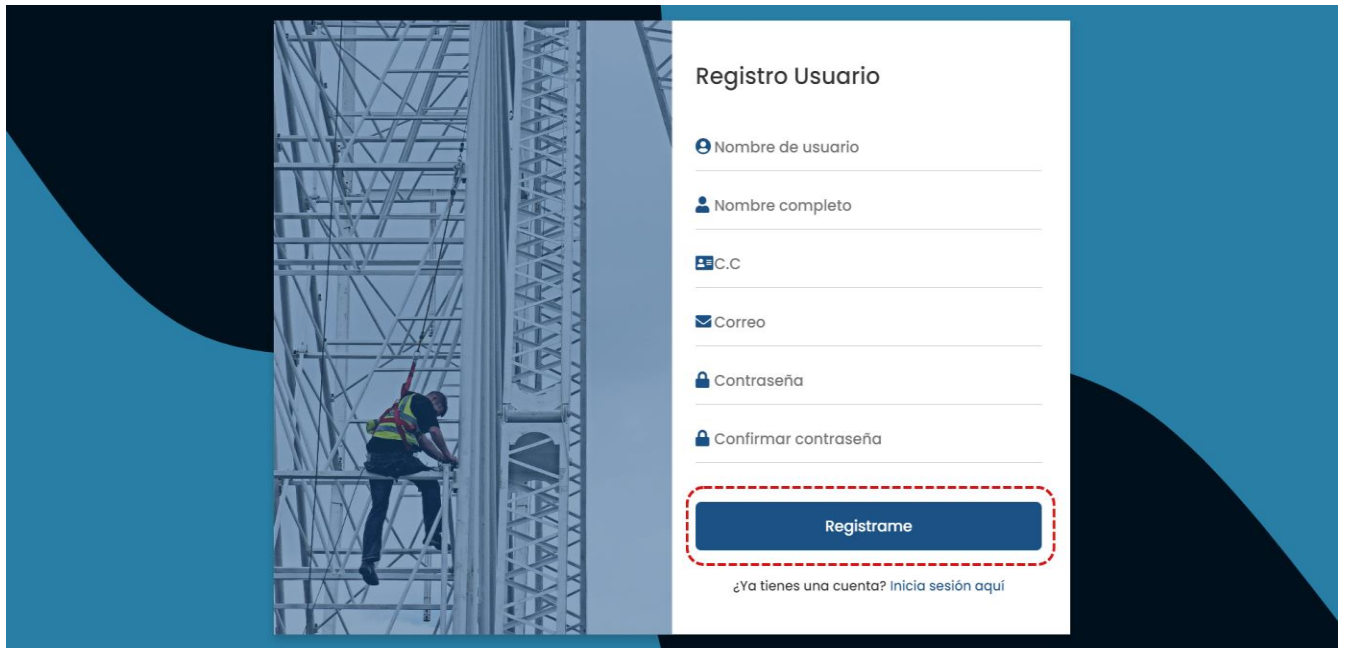 Registro Usuario
Nombre de usuario
Nombre completo
C.C
Correo
Contraseña
Confirmar contraseña
Registrame
¿Ya tienes una cuenta? Inicia sesión aquí